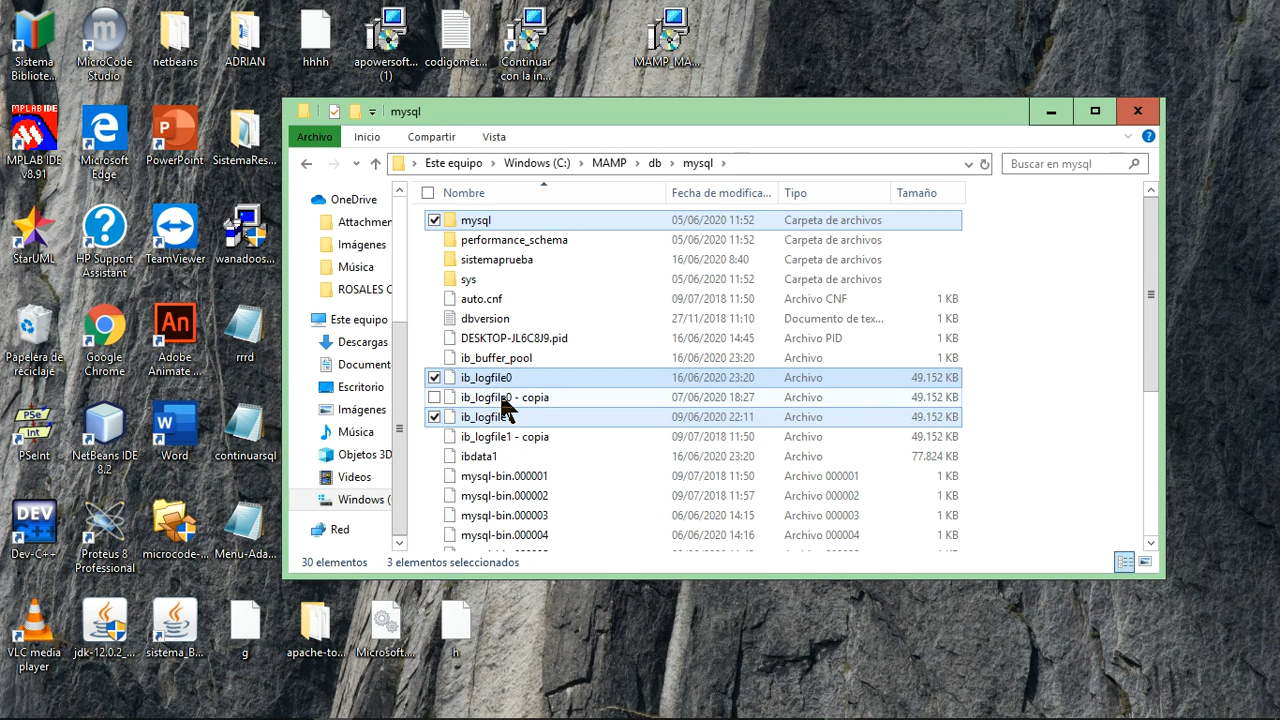 Sistema
Bibliote...
MicroCode
Studio
netbeans
ADRIAN
hhhh
apowersoft...
(1)
codigomet...
Continuar
con la in...
MAMP_MA...
MPLAB IDE
MPLAB IDE
v8.91
Microsoft
Edge
PowerPoint
SistemaRes...
StarUML
HP Support
Assistant
TeamViewer
wanadoos...
Papelera de
reciclaje
Google
Chrome
Adobe
Animate ...
rrrd
PSe
Int
PSeInt
NetBeans IDE
8.2
Word
continuarsql
DEV
Dev-C++
Proteus 8
Professional
microcode-...
Menu-Ada...
VLC media
player
jdk-12.0.2_...
sistema_B...
g
apache-to...
Microsoft...
h
mysql
Archivo
Inicio
Compartir
Vista
Este equipo
Windows (C:)
MAMP
db
mysql
Buscar en mysql
OneDrive
Attachmer
Imágenes
Música
ROSALES C
Este equipo
Descargas
Document
Escritorio
Imágenes
Música
Objetos 3D
Videos
Windows (
Red
Nombre Fecha de modifica... Tipo Tamaño
mysql 05/06/2020 11:52 Carpeta de archivos
performance_schema 05/06/2020 11:52 Carpeta de archivos
sistemaprueba 16/06/2020 8:40 Carpeta de archivos
sys 05/06/2020 11:52 Carpeta de archivos
auto.cnf 09/07/2018 11:50 Archivo CNF 1 KB
dbversion 27/11/2018 11:10 Documento de tex... 1 KB
DESKTOP-JL6C8J9.pid 16/06/2020 14:45 Archivo PID 1 KB
ib_buffer_pool 16/06/2020 23:20 Archivo 1 KB
ib_logfile0 16/06/2020 23:20 Archivo 49.152 KB
ib_logfile0 - copia 07/06/2020 18:27 Archivo 49.152 KB
ib_logfile 09/06/2020 22:11 Archivo 49.152 KB
ib_logfile1 - copia 09/07/2018 11:50 Archivo 49.152 KB
ibdata1 16/06/2020 23:20 Archivo 77.824 KB
mysql-bin.000001 09/07/2018 11:50 Archivo 000001 1 KB
mysql-bin.000002 09/07/2018 11:57 Archivo 000002 1 KB
mysql-bin.000003 06/06/2020 14:15 Archivo 000003 1 KB
mysql-bin.000004 06/06/2020 14:16 Archivo 000004 1 KB
30 elementos 3 elementos seleccionados